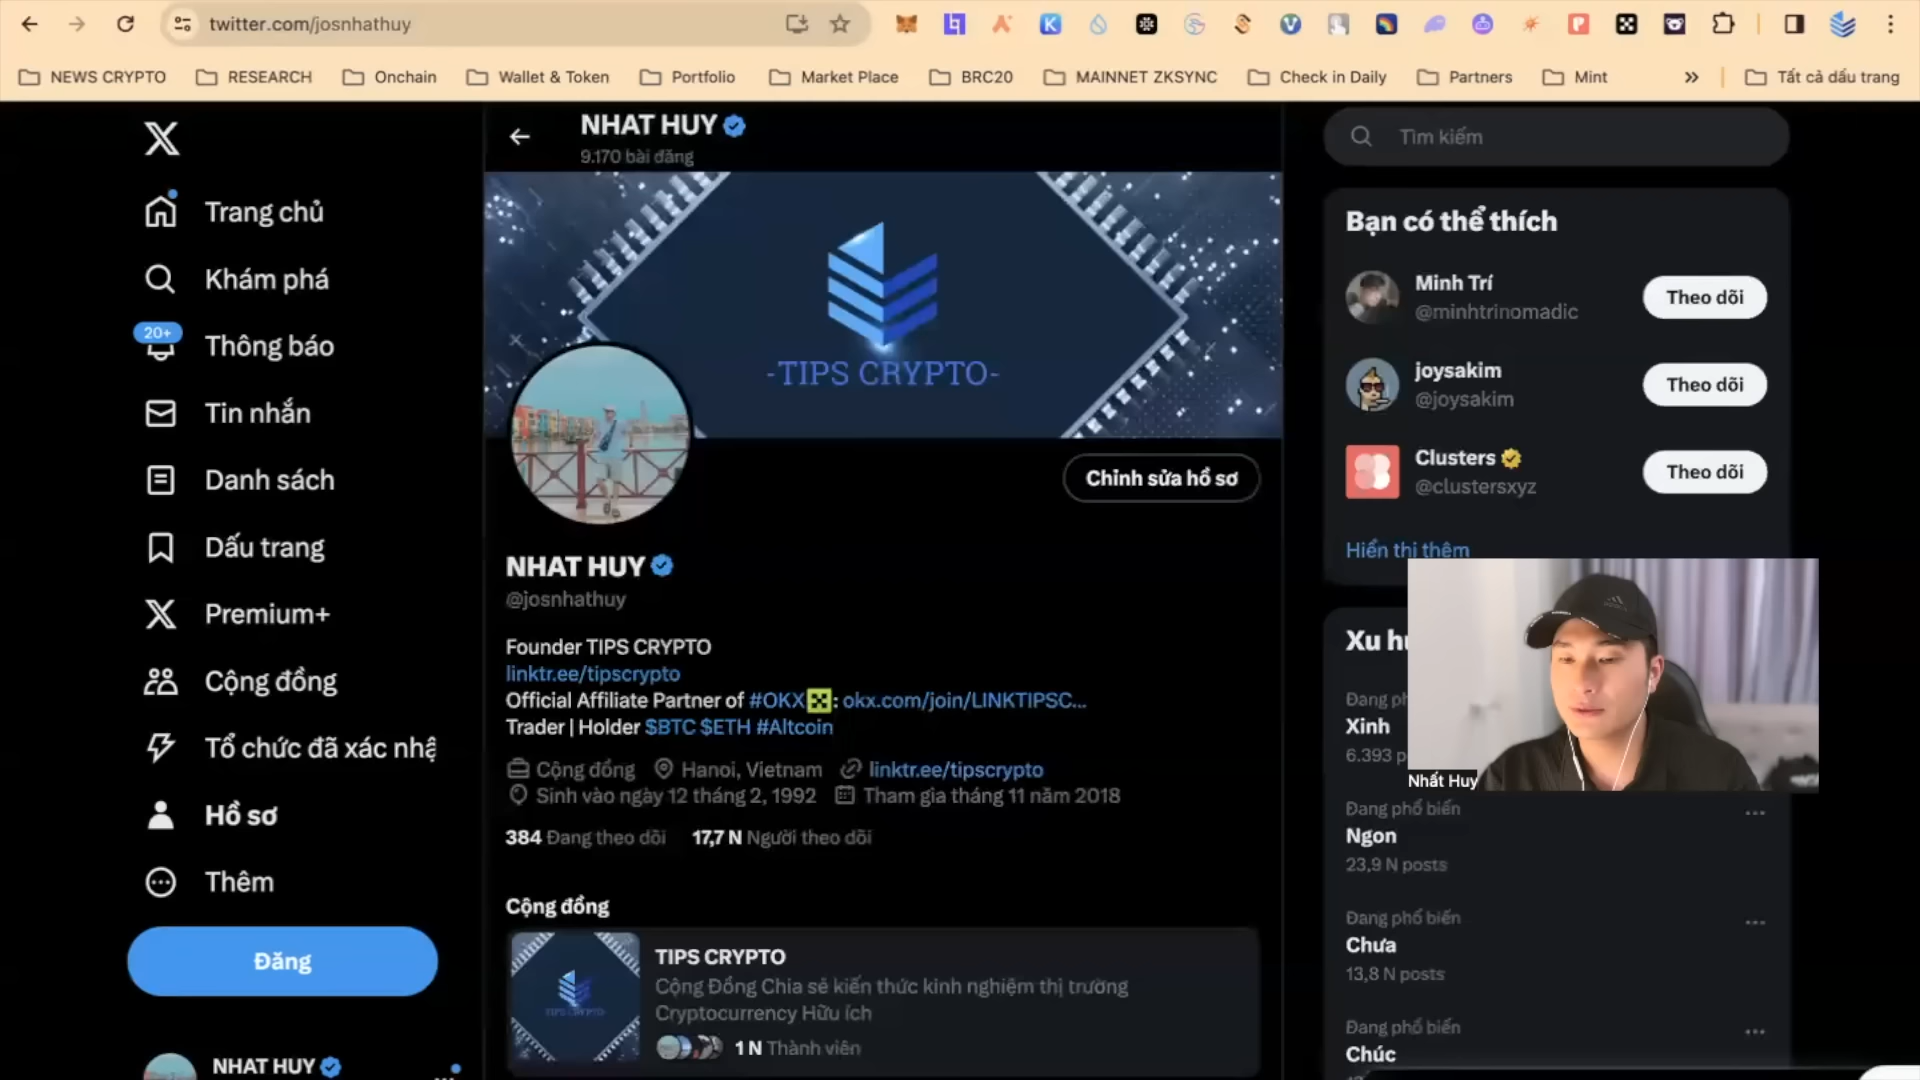 twitter.com/josnhathuy
NEWS CRYPTO
RESEARCH
Onchain
Wallet & Token
Portfolio
Market Place
BRC20
MAINNET ZKSYNC
Check in Daily
Partners
Mint
Tất cả dấu trang
Trang chủ
Khám phá
20+
Thông báo
Tin nhắn
Danh sách
Dấu trang
Premium+
Cộng đồng
Tổ chức đã xác nhậ
Hồ sơ
Thêm
Đăng
NHAT HUY
NHAT HUY
9.170 bài đăng
-TIPS CRYPTO-
Chỉnh sửa hồ sơ
NHAT HUY
@josnhathuy
Founder TIPS CRYPTO
linktr.ee/tipscrypto
Official Affiliate Partner of #OKX: okx.com/join/LINKTIPSC...
Trader | Holder $BTC $ETH #Altcoin
Cộng đồng Hanoi, Vietnam linktr.ee/tipscrypto
Sinh vào ngày 12 tháng 2, 1992 Tham gia tháng 11 năm 2018
384 Đang theo dõi 17,7 N Người theo dõi
Cộng đồng
TIPS CRYPTO
TIPS CRYPTO
Cộng Đồng Chia sẻ kiến thức kinh nghiệm thị trường
Cryptocurrency Hữu ích
1 N Thành viên
Tìm kiếm
Bạn có thể thích
Minh Trí
@minhtrinomadic
Theo dõi
joysakim
@joysakim
Theo dõi
Clusters
@clustersxyz
Theo dõi
Hiển thị thêm
Xu hư
Đang ph
Xinh
6.393 p
Nhất Huy
Đang phổ biến
Ngon
23,9 N posts
Đang phổ biến
Chưa
13,8 N posts
Đang phổ biến
Chúc